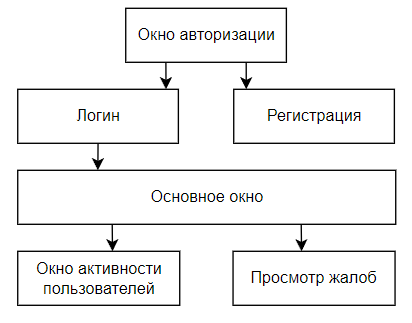 Окно авторизации
Логин
Регистрация
Основное окно
Окно активности
пользователей
Просмотр жалоб